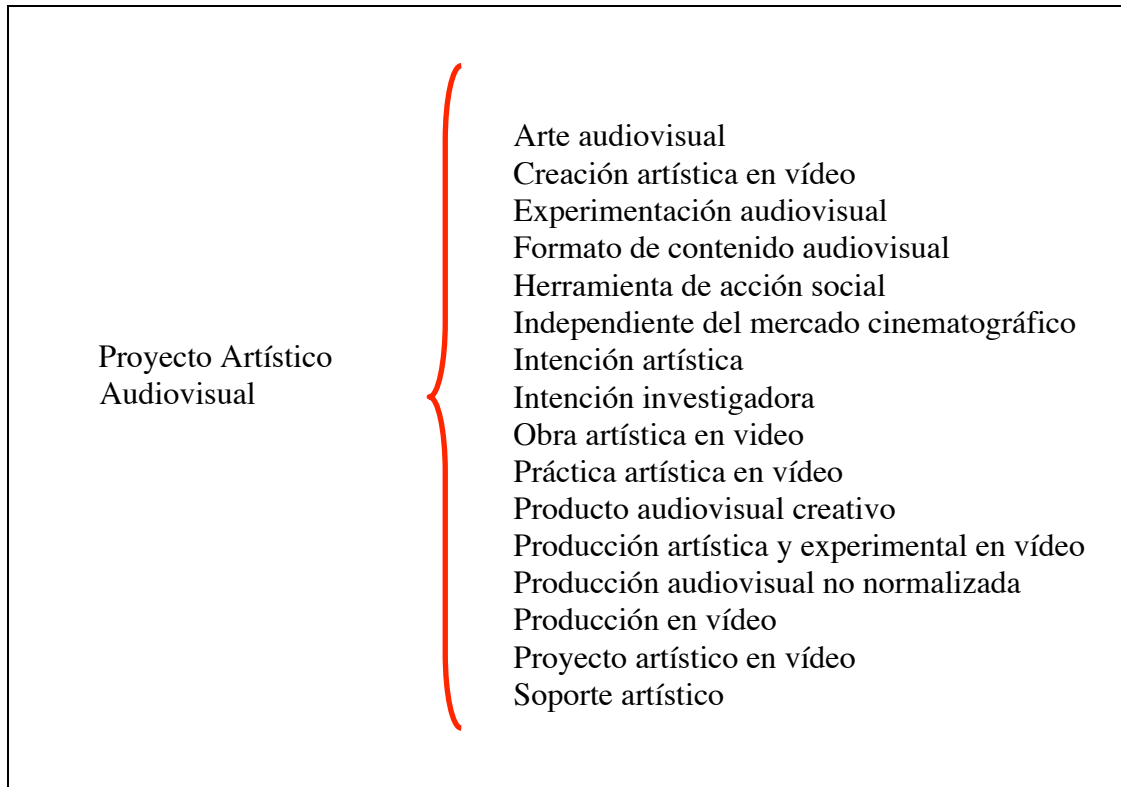 Proyecto Artístico
Audiovisual
Arte audiovisual
Creación artística en vídeo
Experimentación audiovisual
Formato de contenido audiovisual
Herramienta de acción social
Independiente del mercado cinematográfico
Intención artística
Intención investigadora
Obra artística en video
Práctica artística en vídeo
Producto audiovisual creativo
Producción artística y experimental en vídeo
Producción audiovisual no normalizada
Producción en vídeo
Proyecto artístico en vídeo
Soporte artístico